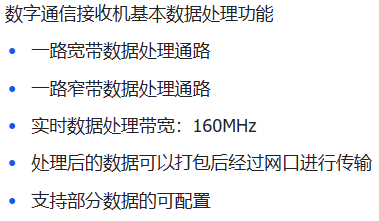 数字通信接收机基本数据处理功能
一路宽带数据处理通路
一路窄带数据处理通路
实时数据处理带宽：160MHz
处理后的数据可以打包后经过网口进行传输
支持部分数据的可配置